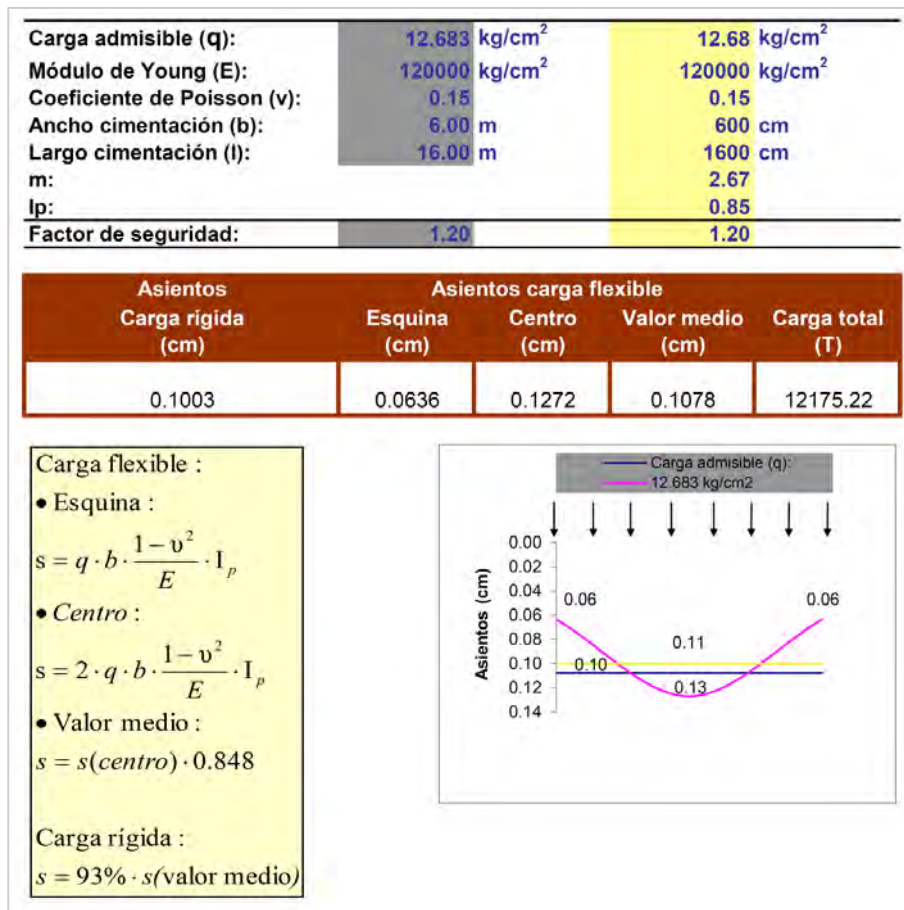 Carga admisible (q): 12.683 kg/cm² 12.68 kg/cm²
Módulo de Young (E): 120000 kg/cm² 120000 kg/cm²
Coeficiente de Poisson (v): 0.15 0.15
Ancho cimentación (b): 6.00 m 600 cm
Largo cimentación (l): 16.00 m 1600 cm
m: 2.67
Ip: 0.85
Factor de seguridad: 1.20 1.20
Asientos Asientos carga flexible
Carga rígida Esquina Centro Valor medio Carga total
(cm) (cm) (cm) (cm) (T)
0.1003 0.0636 0.1272 0.1078 12175.22
Carga flexible :
• Esquina :
s = q · b · (1 − υ²)/E · I_p
• Centro :
s = 2 · q · b · (1 − υ²)/E · I_p
• Valor medio :
s = s(centro) · 0.848
Carga rígida :
s = 93% · s(valor medio)
Carga admisible (q):
12.683 kg/cm2
Asientos (cm)
0.00
0.02
0.04
0.06
0.08
0.10
0.12
0.14
0.06
0.06
0.11
0.10
0.13